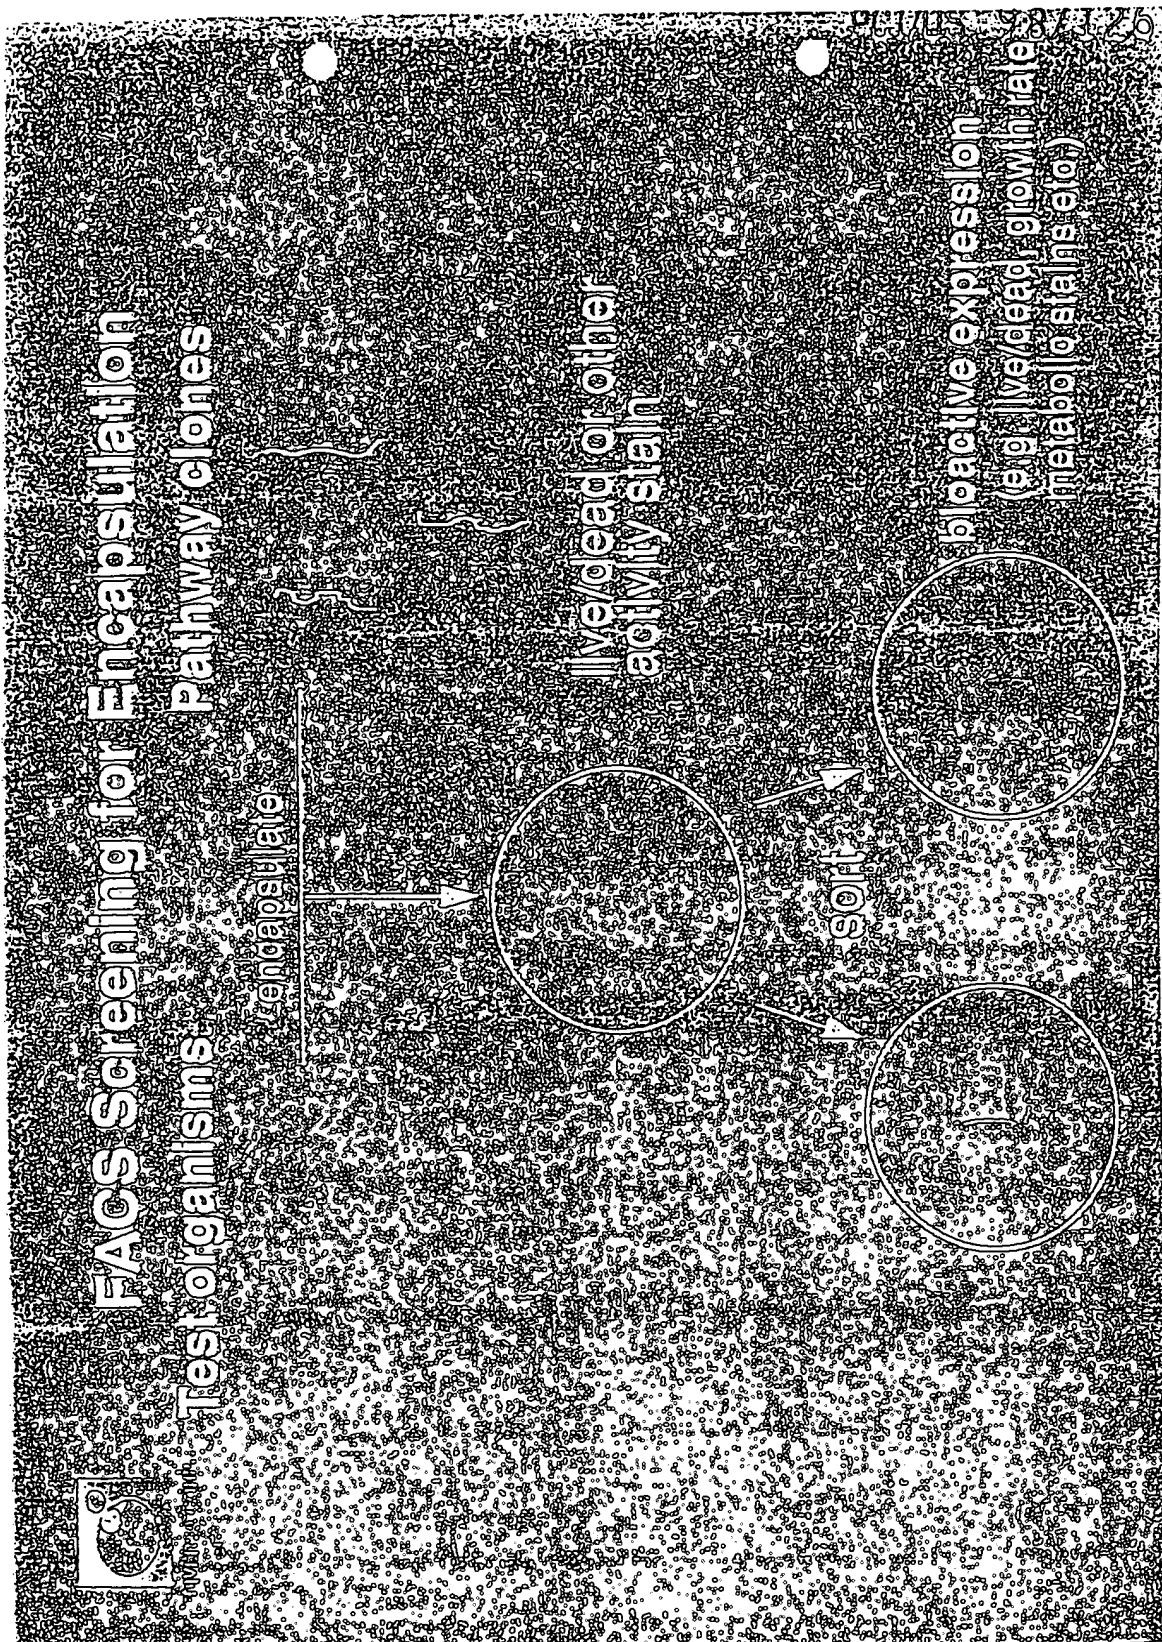 FACS Screening for Encapsulation
Test organisms
Pathway clones
encapsulate
live/dead or other
activity stain
sort
bioactive expression
(e.g. live/dead, growth rate
metabolic stains etc.)